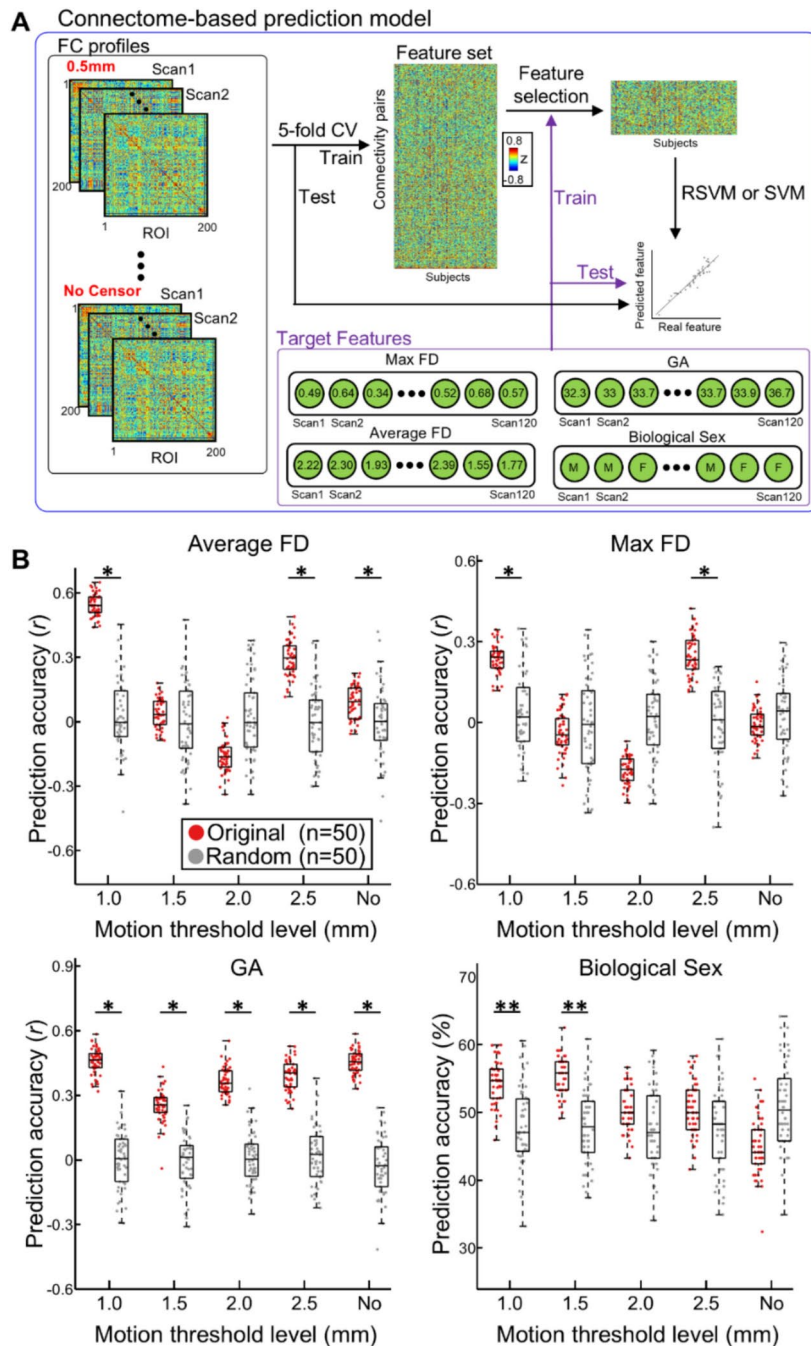 A
Connectome-based prediction model
FC profiles
0.5mm
Scan1
Scan2
1
200
1
200
ROI
No Censor
Scan1
Scan2
1
200
1
200
ROI
5-fold CV
Train
Test
Feature set
Connectivity pairs
Subjects
0.8
z
-0.8
Feature
selection
Subjects
Train
RSVM or SVM
Test
Predicted feature
Real feature
Target Features
Max FD
0.49 0.64 0.34 ••• 0.52 0.68 0.57
Scan1 Scan2 Scan120
GA
32.3 33 33.7 ••• 33.7 33.9 36.7
Scan1 Scan2 Scan120
Average FD
2.22 2.30 1.93 ••• 2.39 1.55 1.77
Scan1 Scan2 Scan120
Biological Sex
M M F ••• M F F
Scan1 Scan2 Scan120
B
Average FD
Prediction accuracy (r)
0.6
0.3
0
-0.3
-0.6
* * *
Original (n=50)
Random (n=50)
1.0 1.5 2.0 2.5 No
Motion threshold level (mm)
Max FD
Prediction accuracy (r)
0.6
0.3
0
-0.3
-0.6
* *
1.0 1.5 2.0 2.5 No
Motion threshold level (mm)
GA
Prediction accuracy (r)
0.9
0.6
0.3
0
-0.3
-0.6
* * * * *
1.0 1.5 2.0 2.5 No
Motion threshold level (mm)
Biological Sex
Prediction accuracy (%)
70
60
50
40
30
** **
1.0 1.5 2.0 2.5 No
Motion threshold level (mm)